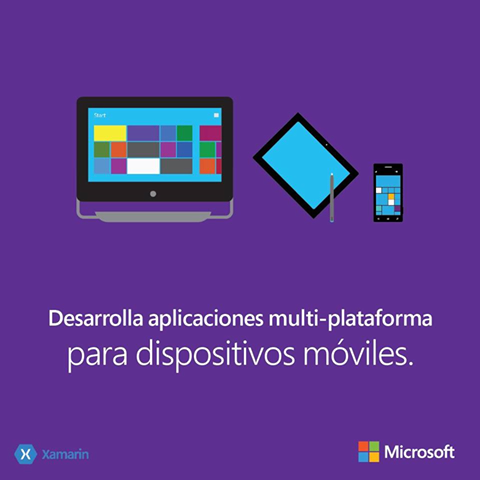 Start
Desarrolla aplicaciones multi-plataforma
para dispositivos móviles.
Xamarin
Microsoft